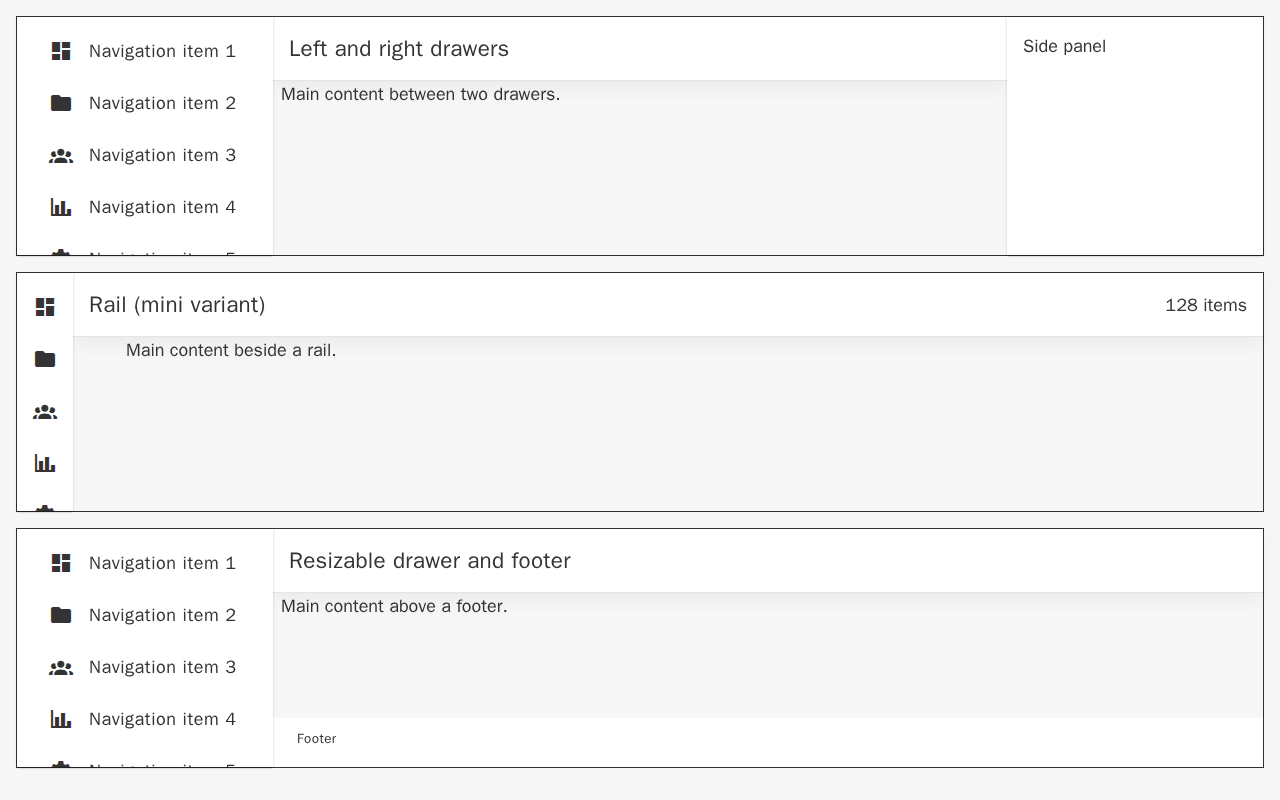 Navigation item 1
Navigation item 2
Navigation item 3
Navigation item 4
Left and right drawers
Main content between two drawers.
Side panel
Rail (mini variant)
128 items
Main content beside a rail.
Navigation item 1
Navigation item 2
Navigation item 3
Navigation item 4
Resizable drawer and footer
Main content above a footer.
Footer